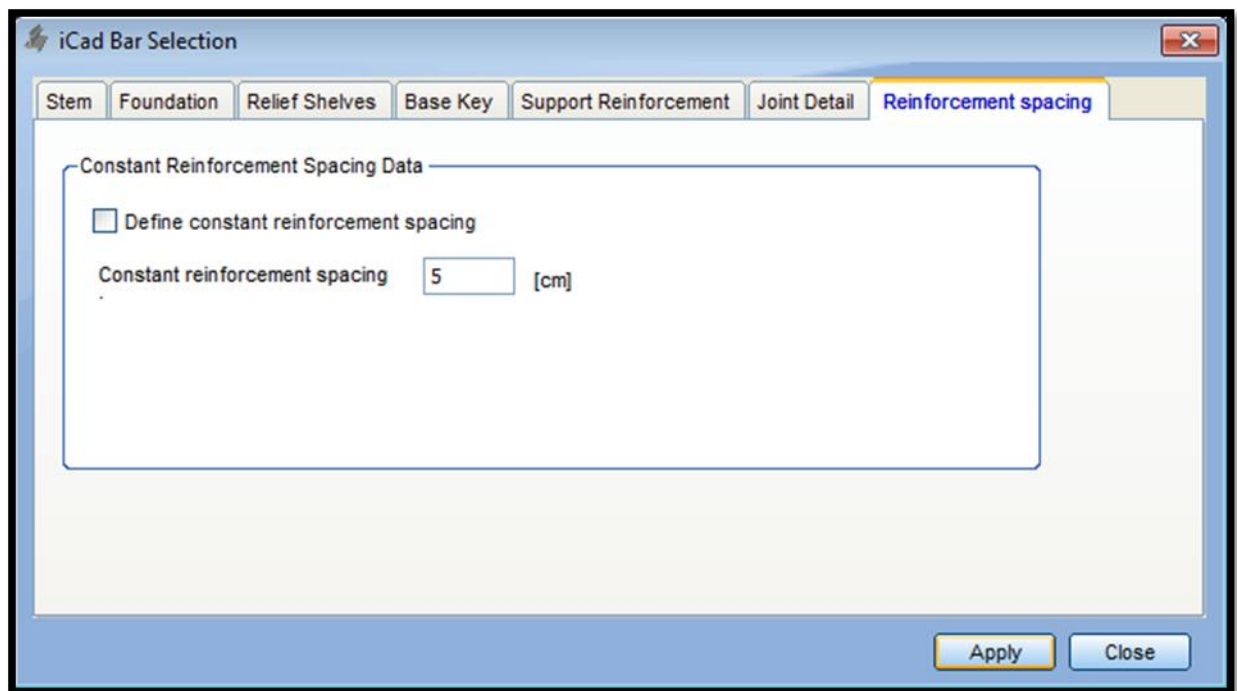 iCad Bar Selection
Stem Foundation Relief Shelves Base Key Support Reinforcement Joint Detail Reinforcement spacing
Constant Reinforcement Spacing Data
Define constant reinforcement spacing
Constant reinforcement spacing 5 [cm]
Apply Close